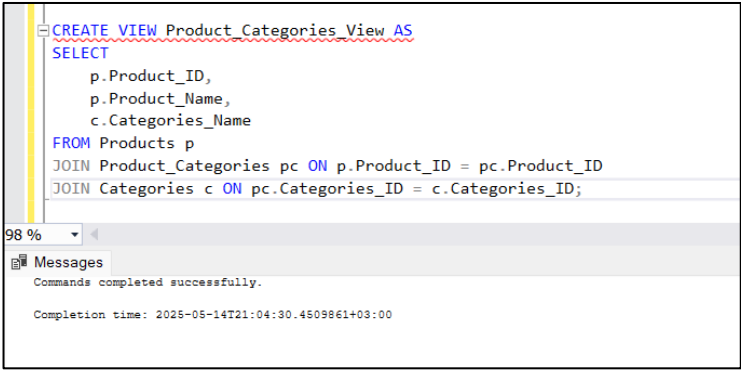 CREATE VIEW Product_Categories_View AS
SELECT
p.Product_ID,
p.Product_Name,
c.Categories_Name
FROM Products p
JOIN Product_Categories pc ON p.Product_ID = pc.Product_ID
JOIN Categories c ON pc.Categories_ID = c.Categories_ID;
98 %
Messages
Commands completed successfully.
Completion time: 2025-05-14T21:04:30.4509861+03:00